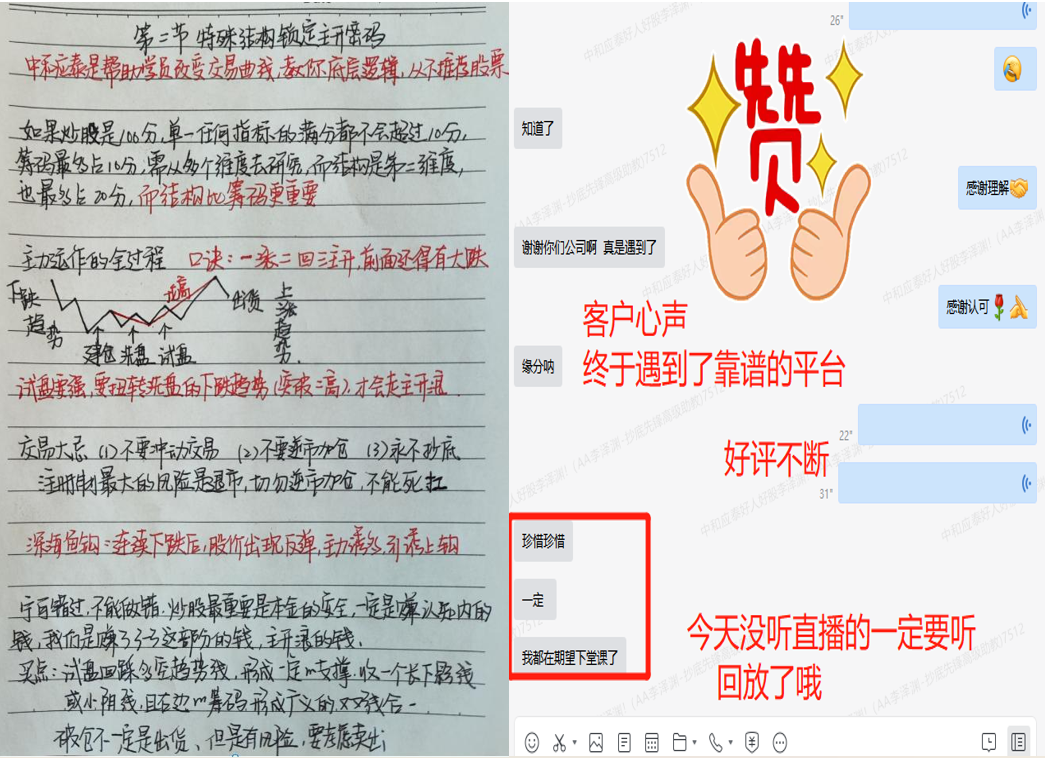 第二节 特殊结构锁定主升密码
中和应泰是帮助学员改变交易曲线,教你底层逻辑,从不推荐股票
如果炒股是100分,单一任何指标的满分都不会超过10分,
筹码最多占10分,需从多个维度去研究,而结构是第二维度,
也最多占20分,而结构比筹码更重要
主力运作的全过程 口诀:一涨二回三主升,前面还得有大跌
下跌趋势
过高
出货
上涨趋势
建仓 洗盘 试盘
试盘要强,要扭转洗盘的下跌趋势(突破过高),才会走主升浪.
交易大忌 (1)不要冲动交易 (2)不要逆市加仓 (3)永不抄底
注册制最大的风险是退市,切勿逆市加仓,不能死扛
深海鱼钩:连续下跌后,股价出现反弹,主力诱多,引诱上钩
宁可错过,不能做错.炒股最重要是本金的安全,一定是赚认知内的
钱,我们是赚3浪3这部分的钱,主升浪的钱.
买点:试盘回踩多空趋势线,形成一定的支撑,收一个长下影线
或小阴线,且右边的筹码形成广义的双线合一.
破仓不一定是出货、但是有风险,要考虑卖出
26"
知道了
感谢理解
谢谢你们公司啊 真是遇到了
赞
感谢认可
客户心声
缘分呐
终于遇到了靠谱的平台
22"
好评不断
31"
珍惜珍惜
一定
今天没听直播的一定要听
我都在期望下堂课了
回放了哦
中和应泰好人好股李泽渊!(AA李泽渊-抄底先锋高级助教)7512